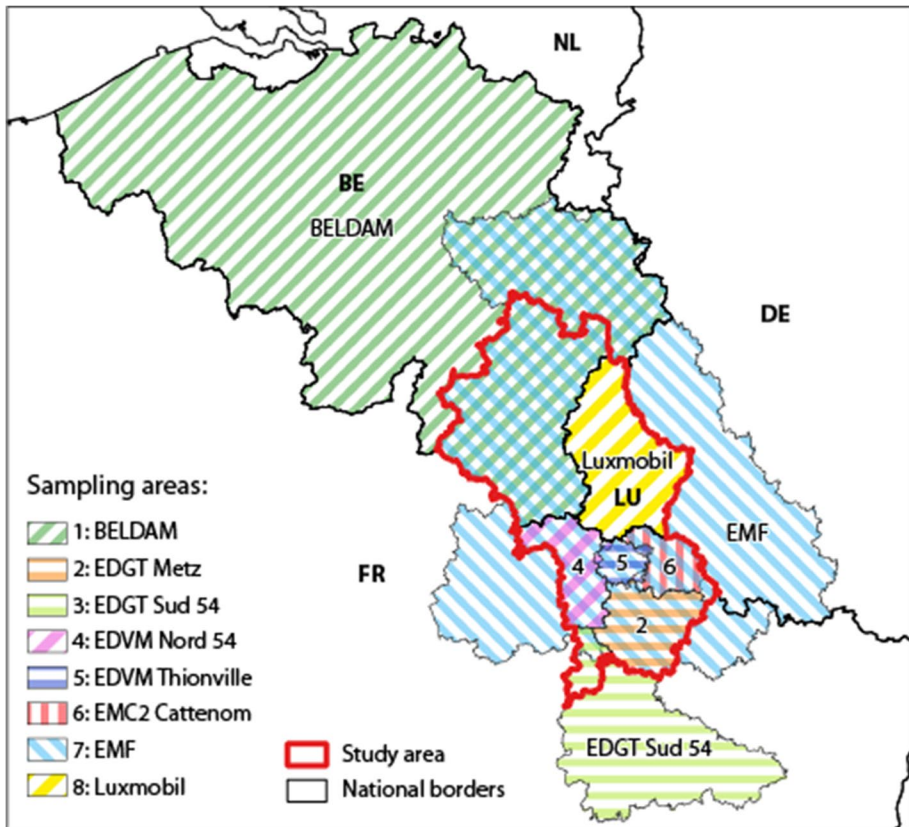 NL
BE
BELDAM
DE
Luxmobil
LU
EMF
FR
4
5
6
2
EDGT Sud 54
Sampling areas:
1: BELDAM
2: EDGT Metz
3: EDGT Sud 54
4: EDVM Nord 54
5: EDVM Thionville
6: EMC2 Cattenom
7: EMF
8: Luxmobil
Study area
National borders